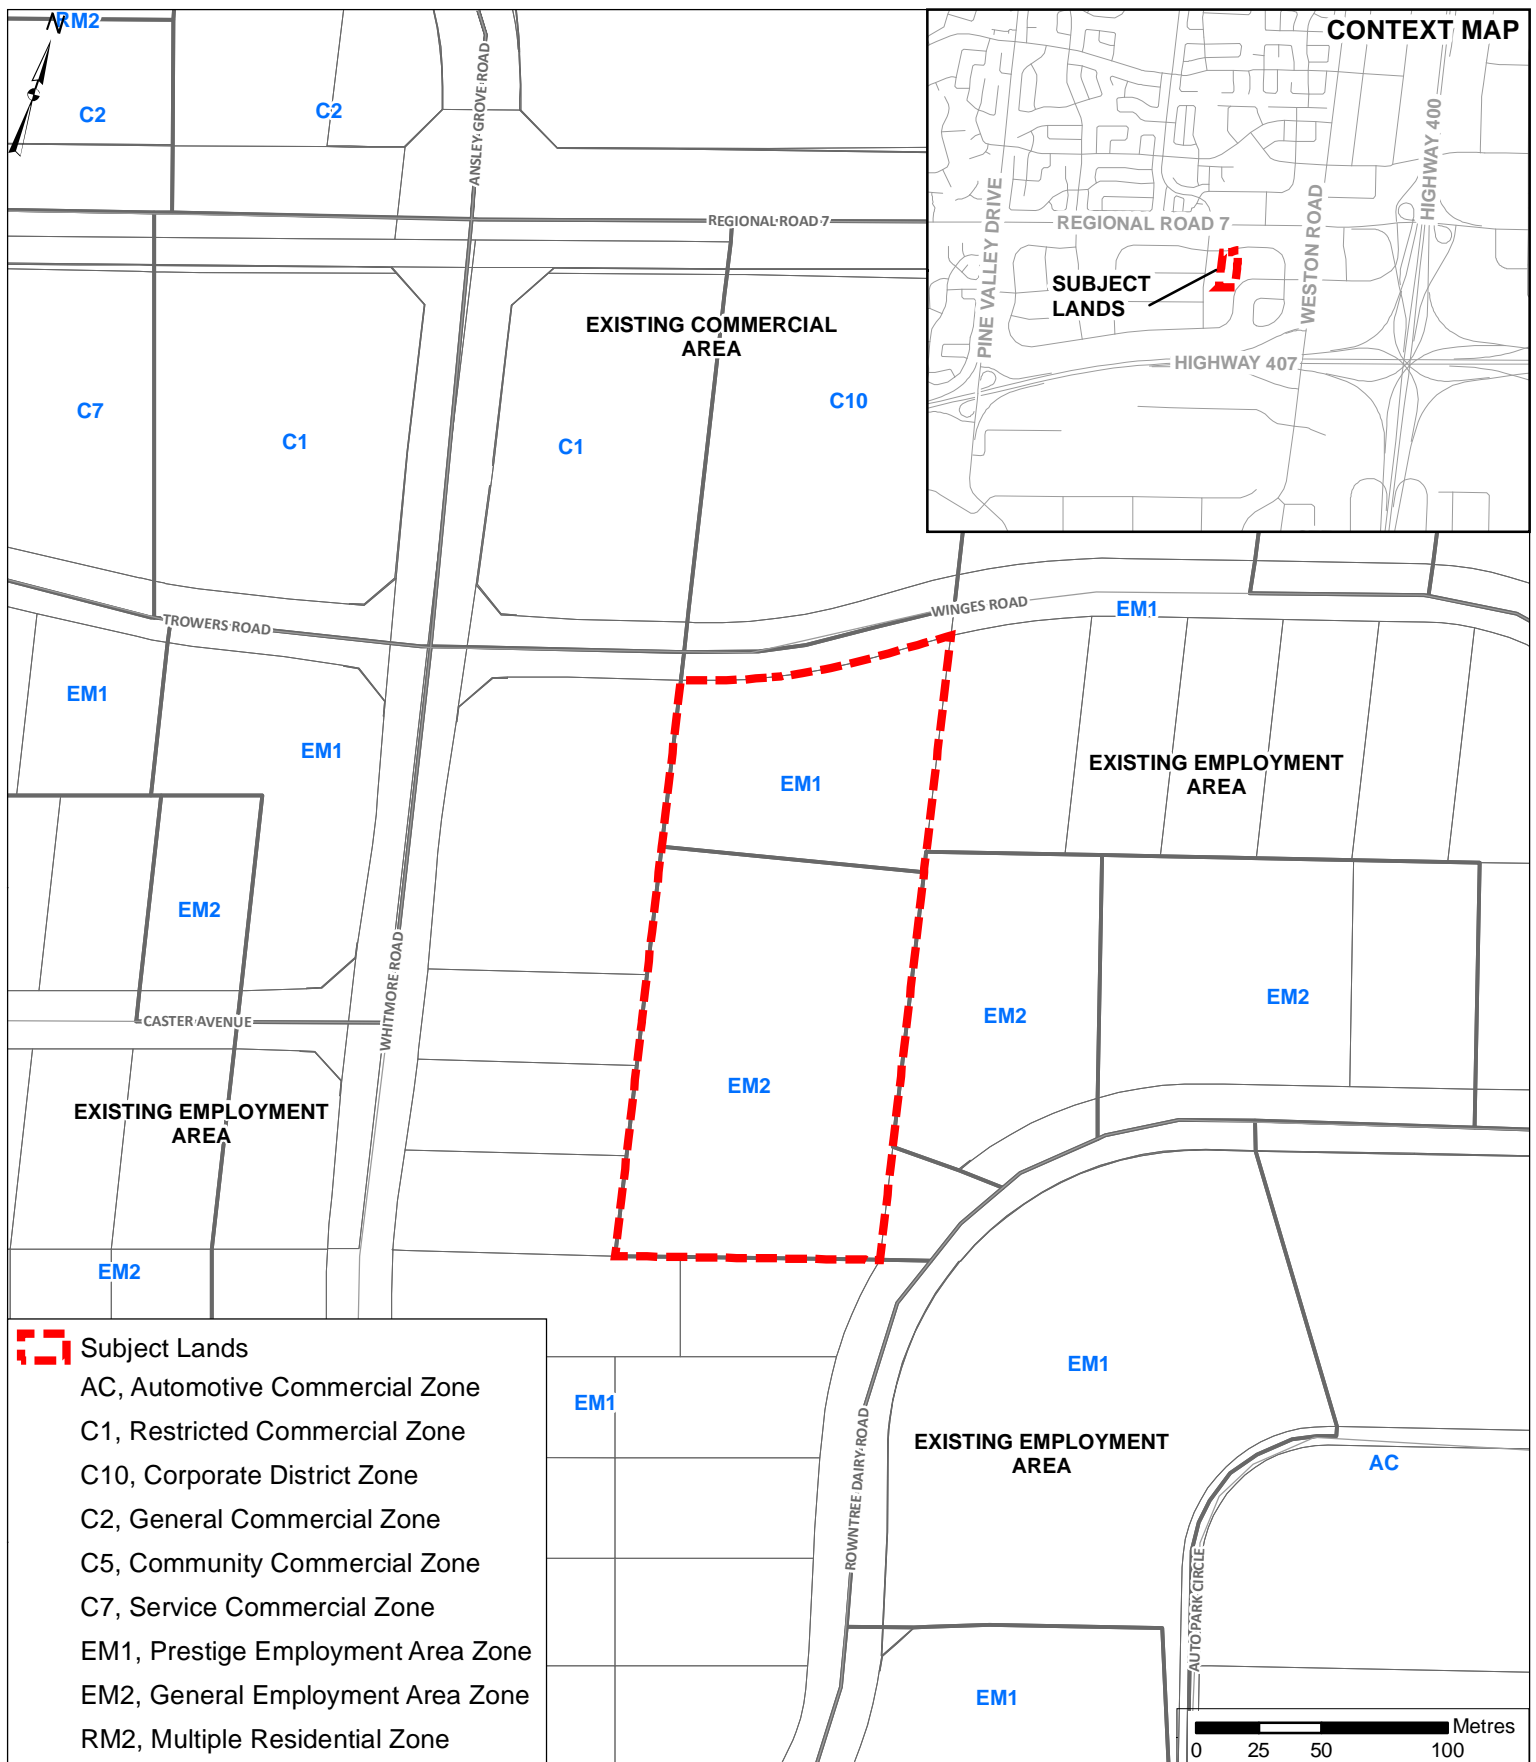 N
RM2
C2
C2
ANSLEY GROVE ROAD
REGIONAL ROAD 7
CONTEXT MAP
HIGHWAY 400
PINE VALLEY DRIVE
REGIONAL ROAD 7
WESTON ROAD
SUBJECT
LANDS
HIGHWAY 407
EXISTING COMMERCIAL
AREA
C7
C1
C1
C10
TROWERS ROAD
WINGES ROAD
EM1
EM1
EM1
EM1
EXISTING EMPLOYMENT
AREA
EM2
WHITMORE ROAD
CASTER AVENUE
EM2
EM2
EM2
EXISTING EMPLOYMENT
AREA
EM2
EM1
EM1
EXISTING EMPLOYMENT
AREA
AC
ROWNTREE DAIRY ROAD
AUTO PARK CIRCLE
EM1
Subject Lands
AC, Automotive Commercial Zone
C1, Restricted Commercial Zone
C10, Corporate District Zone
C2, General Commercial Zone
C5, Community Commercial Zone
C7, Service Commercial Zone
EM1, Prestige Employment Area Zone
EM2, General Employment Area Zone
RM2, Multiple Residential Zone
Metres
0 25 50 100